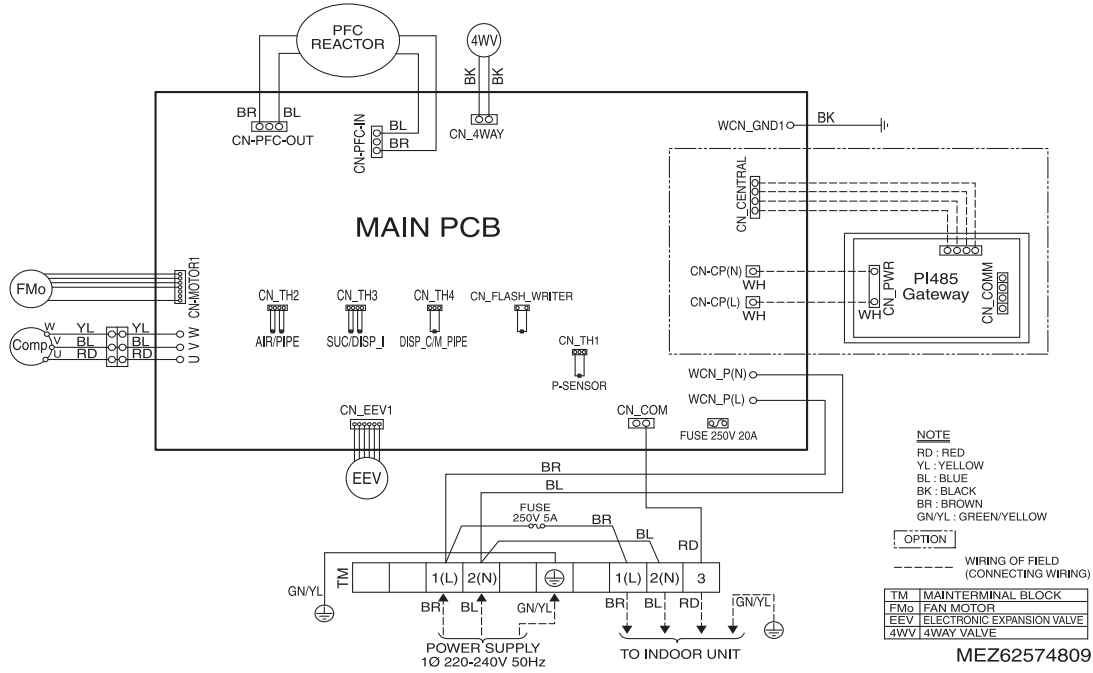 PFC
REACTOR
4WV
BK
BK
BR
BL
CN-PFC-OUT
CN-PFC-IN
BL
BR
CN_4WAY
WCN_GND1
BK
CN_CENTRAL
MAIN PCB
CN-CP(N)
WH
CN-CP(L)
WH
CN_PWR
WH
PI485
Gateway
CN_COMM
FMo
CN-MOTOR1
CN_TH2
AIR/PIPE
CN_TH3
SUC/DISP_I
CN_TH4
DISP_C/M_PIPE
CN_FLASH_WRITER
CN_TH1
P-SENSOR
Comp
W YL YL W
V BL BL V
U RD RD U
WCN_P(N)
WCN_P(L)
FUSE 250V 20A
CN_EEV1
EEV
CN_COM
BR
BL
FUSE
250V 5A
BR
BL
RD
GN/YL
TM
1(L) 2(N) 1(L) 2(N) 3
BR BL GN/YL
BR BL RD GN/YL
POWER SUPPLY
1Ø 220-240V 50Hz
TO INDOOR UNIT
NOTE
RD : RED
YL : YELLOW
BL : BLUE
BK : BLACK
BR : BROWN
GN/YL : GREEN/YELLOW
OPTION
WIRING OF FIELD
(CONNECTING WIRING)
TM MAINTERMINAL BLOCK
FMo FAN MOTOR
EEV ELECTRONIC EXPANSION VALVE
4WV 4WAY VALVE
MEZ62574809